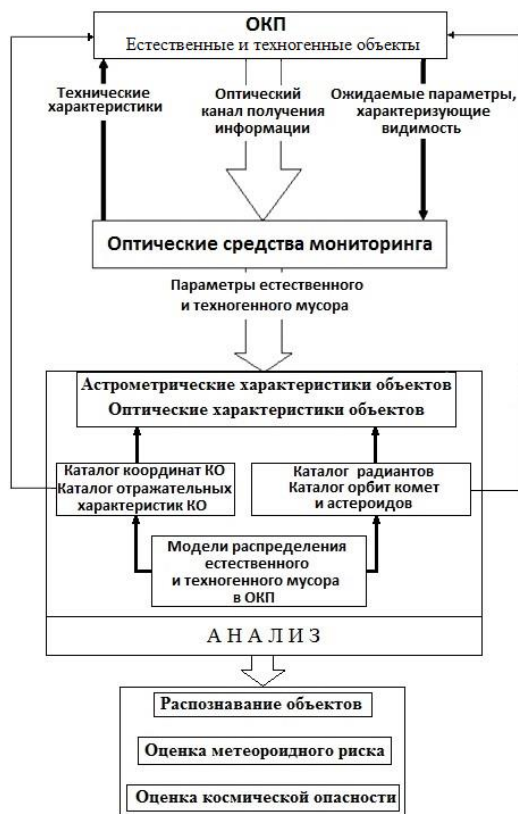 ОКП
Естественные и техногенные объекты
Технические
характеристики
Оптический
канал получения
информации
Ожидаемые параметры,
характеризующие
видимость
Оптические средства мониторинга
Параметры естественного
и техногенного мусора
Астрометрические характеристики объектов
Оптические характеристики объектов
Каталог координат КО
Каталог отражательных
характеристик КО
Каталог радиантов
Каталог орбит комет
и астероидов
Модели распределения
естественного
и техногенного мусора
в ОКП
А Н А Л И З
Распознавание объектов
Оценка метеороидного риска
Оценка космической опасности